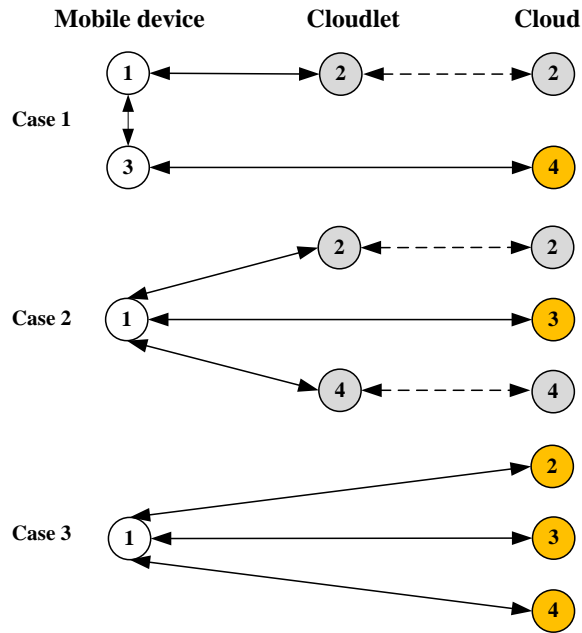 Mobile device Cloudlet Cloud
1 2 2
Case 1
3 4
2 2
Case 2 1 3
4 4
2
Case 3 1 3
4